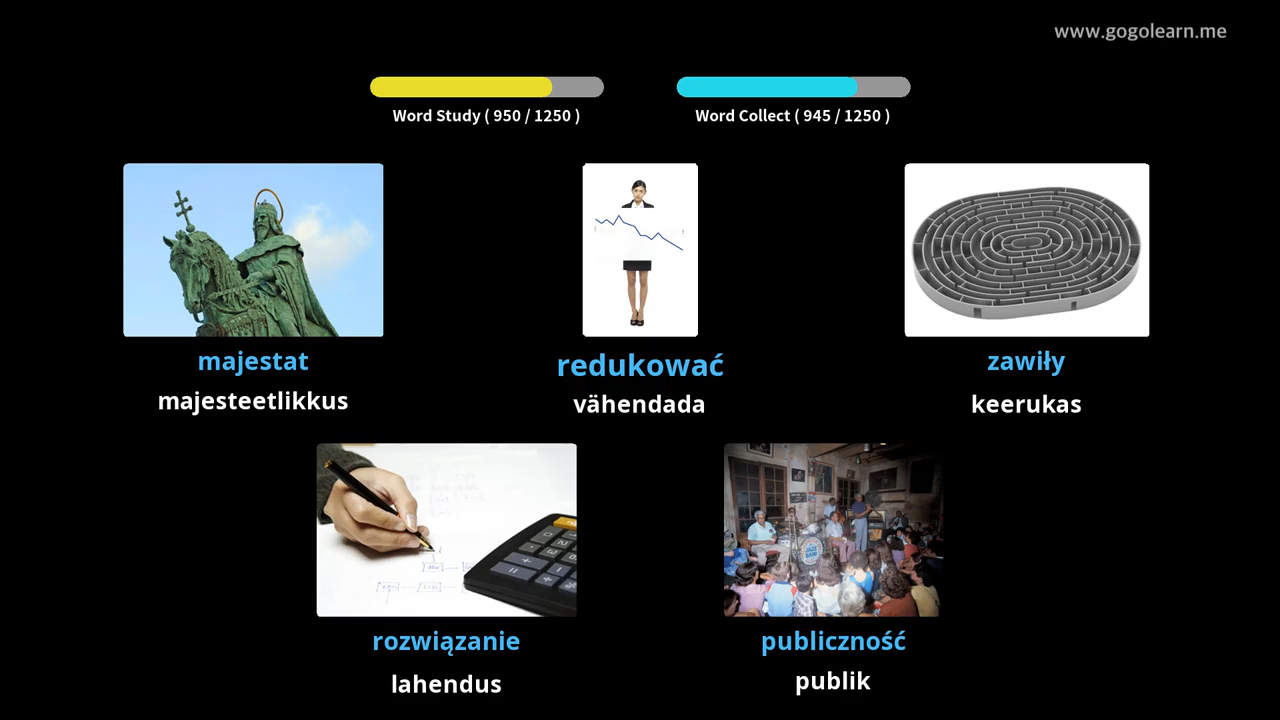 www.gogolearn.me
Word Study ( 950 / 1250 )
Word Collect ( 945 / 1250 )
majestat
majesteetlikkus
redukować
vähendada
zawiły
keerukas
rozwiązanie
lahendus
publiczność
publik